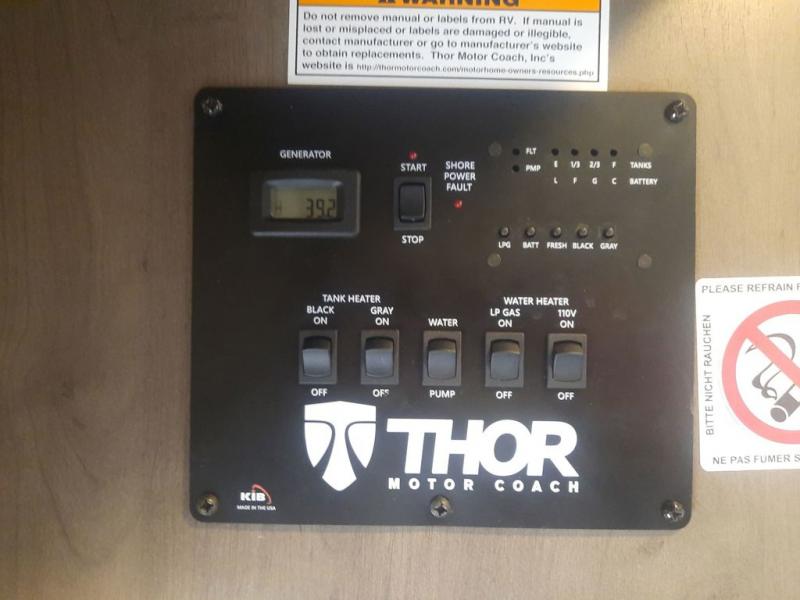 WARNING
Do not remove manual or labels from RV. If manual is
lost or misplaced or labels are damaged or illegible,
contact manufacturer or go to manufacturer's website
to obtain replacements. Thor Motor Coach, Inc's
website is http://thormotorcoach.com/motorhome-owners-resources.php
GENERATOR
H 39.2
START
STOP
SHORE
POWER
FAULT
FLT
PMP
E 1/3 2/3 F TANKS
L F G C BATTERY
LPG BATT FRESH BLACK GRAY
TANK HEATER
BLACK GRAY
ON ON
OFF OFF
WATER
PUMP
WATER HEATER
LP GAS 110V
ON ON
OFF OFF
THOR
MOTOR COACH
KIB
MADE IN THE USA
PLEASE REFRAIN
BITTE NICHT RAUCHEN
NE PAS FUMER S